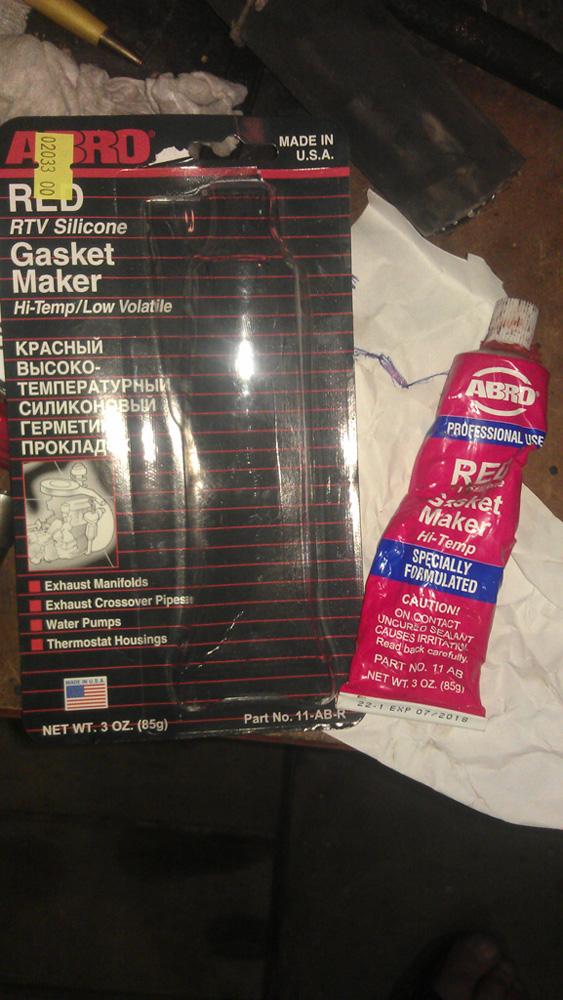 ABRO
MADE IN
U.S.A.
02033 00
RED
RTV Silicone
Gasket
Maker
Hi-Temp/Low Volatile
КРАСНЫЙ
ВЫСОКО-
ТЕМПЕРАТУРНЫЙ
СИЛИКОНОВЫЙ
ГЕРМЕТИК
ПРОКЛАД
Exhaust Manifolds
Exhaust Crossover Pipes
Water Pumps
Thermostat Housings
MADE IN U.S.A.
NET WT. 3 OZ. (85g)
Part No. 11-AB-R
ABRO
PROFESSIONAL USE
RED
Gasket
Maker
Hi-Temp
SPECIALLY
FORMULATED
CAUTION!
ON CONTACT
UNCURED SEALANT
CAUSES IRRITATION
Read back carefully.
PART NO. 11 AB
NET WT. 3 OZ. (85g)
22-1 EXP 07/2018